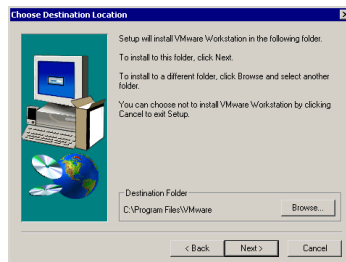 Choose Destination Location
Setup will install VMware Workstation in the following folder.
To install to this folder, click Next.
To install to a different folder, click Browse and select another
folder.
You can choose not to install VMware Workstation by clicking
Cancel to exit Setup.
Destination Folder
C:\Program Files\VMware
Browse...
< Back
Next >
Cancel